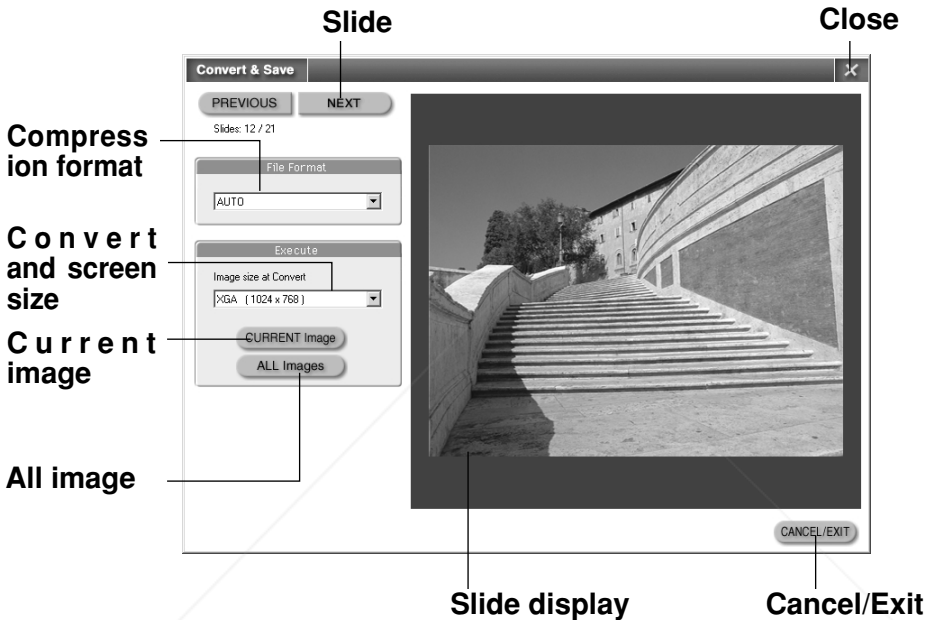 Slide
Close
Convert & Save
PREVIOUS
NEXT
Slides: 12 / 21
Compress
ion format
File Format
AUTO
Convert
and screen
size
Execute
Image size at Convert
XGA ( 1024 x 768 )
Current
image
CURRENT Image
ALL Images
All image
CANCEL/EXIT
Slide display
Cancel/Exit